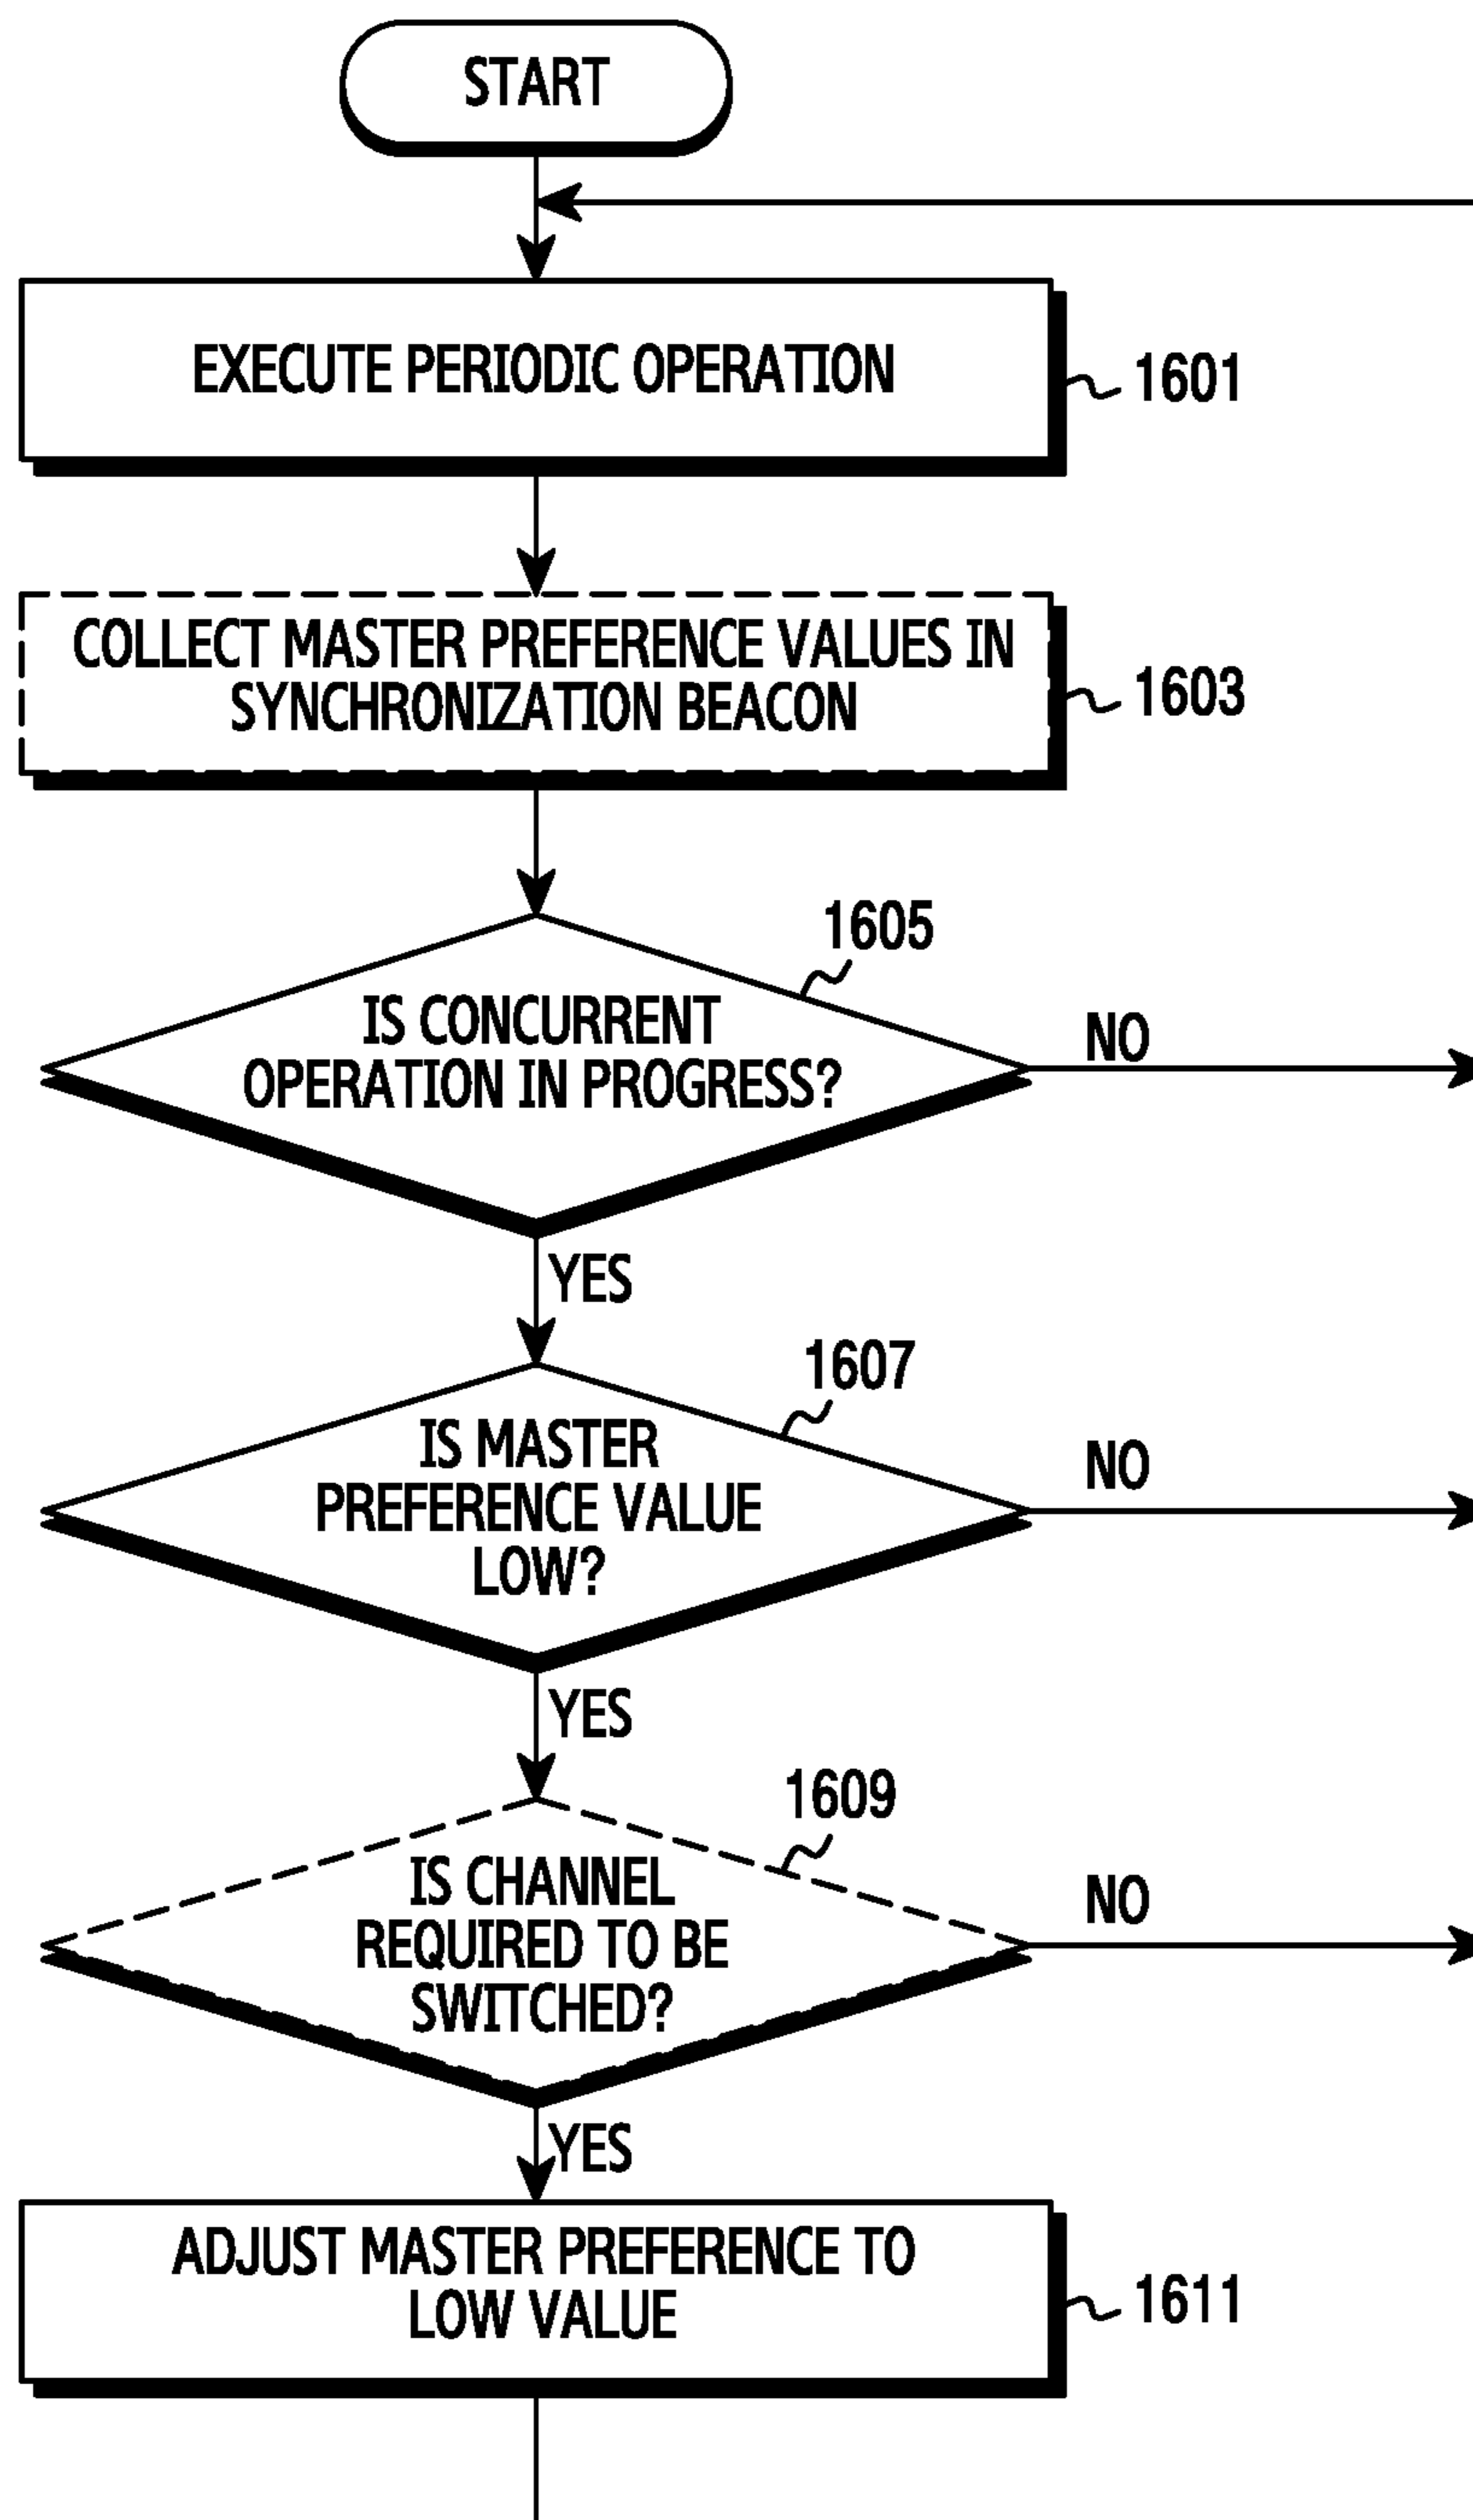 START
EXECUTE PERIODIC OPERATION
1601
COLLECT MASTER PREFERENCE VALUES IN
SYNCHRONIZATION BEACON
1603
1605
IS CONCURRENT
OPERATION IN PROGRESS?
NO
YES
1607
IS MASTER
PREFERENCE VALUE
LOW?
NO
YES
1609
IS CHANNEL
REQUIRED TO BE
SWITCHED?
NO
YES
ADJUST MASTER PREFERENCE TO
LOW VALUE
1611